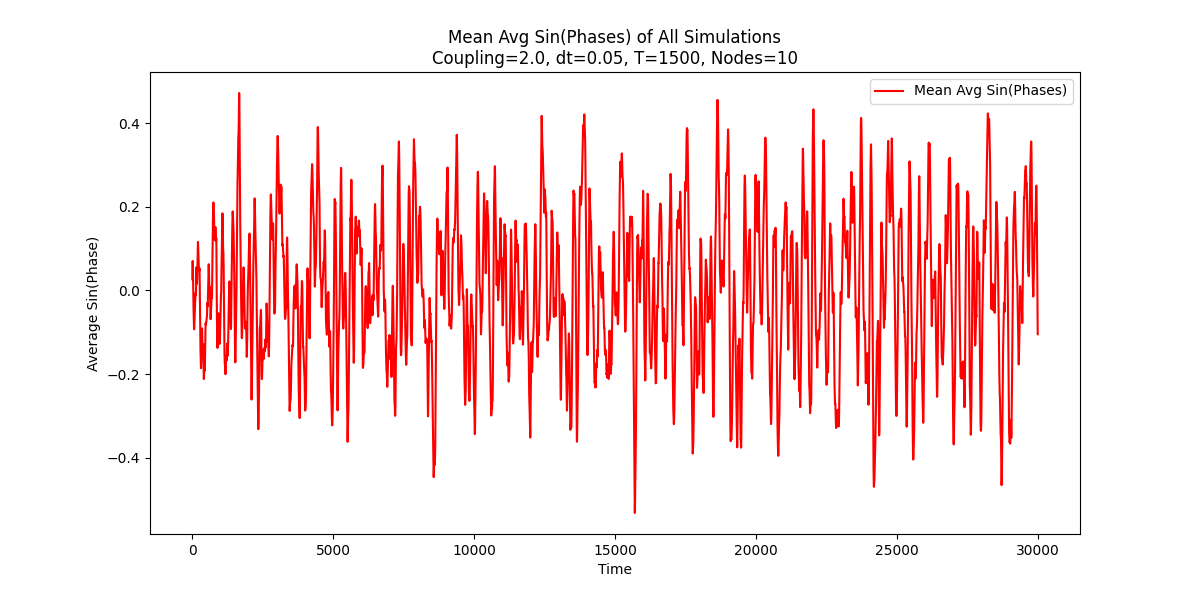 Mean Avg Sin(Phases) of All Simulations
Coupling=2.0, dt=0.05, T=1500, Nodes=10
Mean Avg Sin(Phases)
Average Sin(Phase)
0.4
0.2
0.0
−0.2
−0.4
0 5000 10000 15000 20000 25000 30000
Time